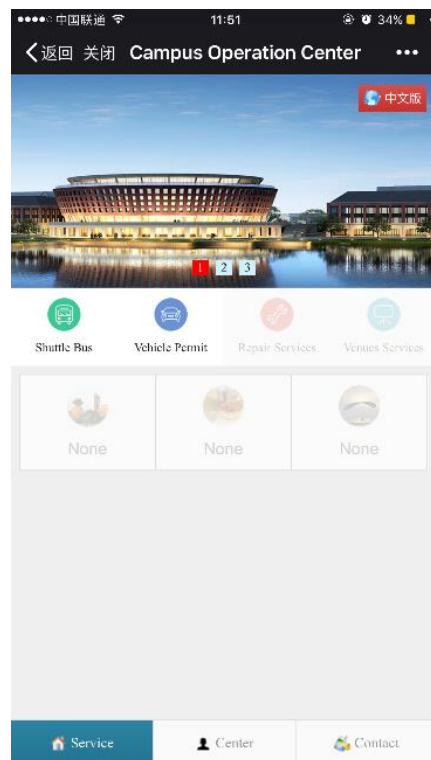 中国联通 11:51 34%
返回 关闭 Campus Operation Center
中文版
1 2 3
Shuttle Bus Vehicle Permit Repair Services Venues Services
None None None
Service Center Contact